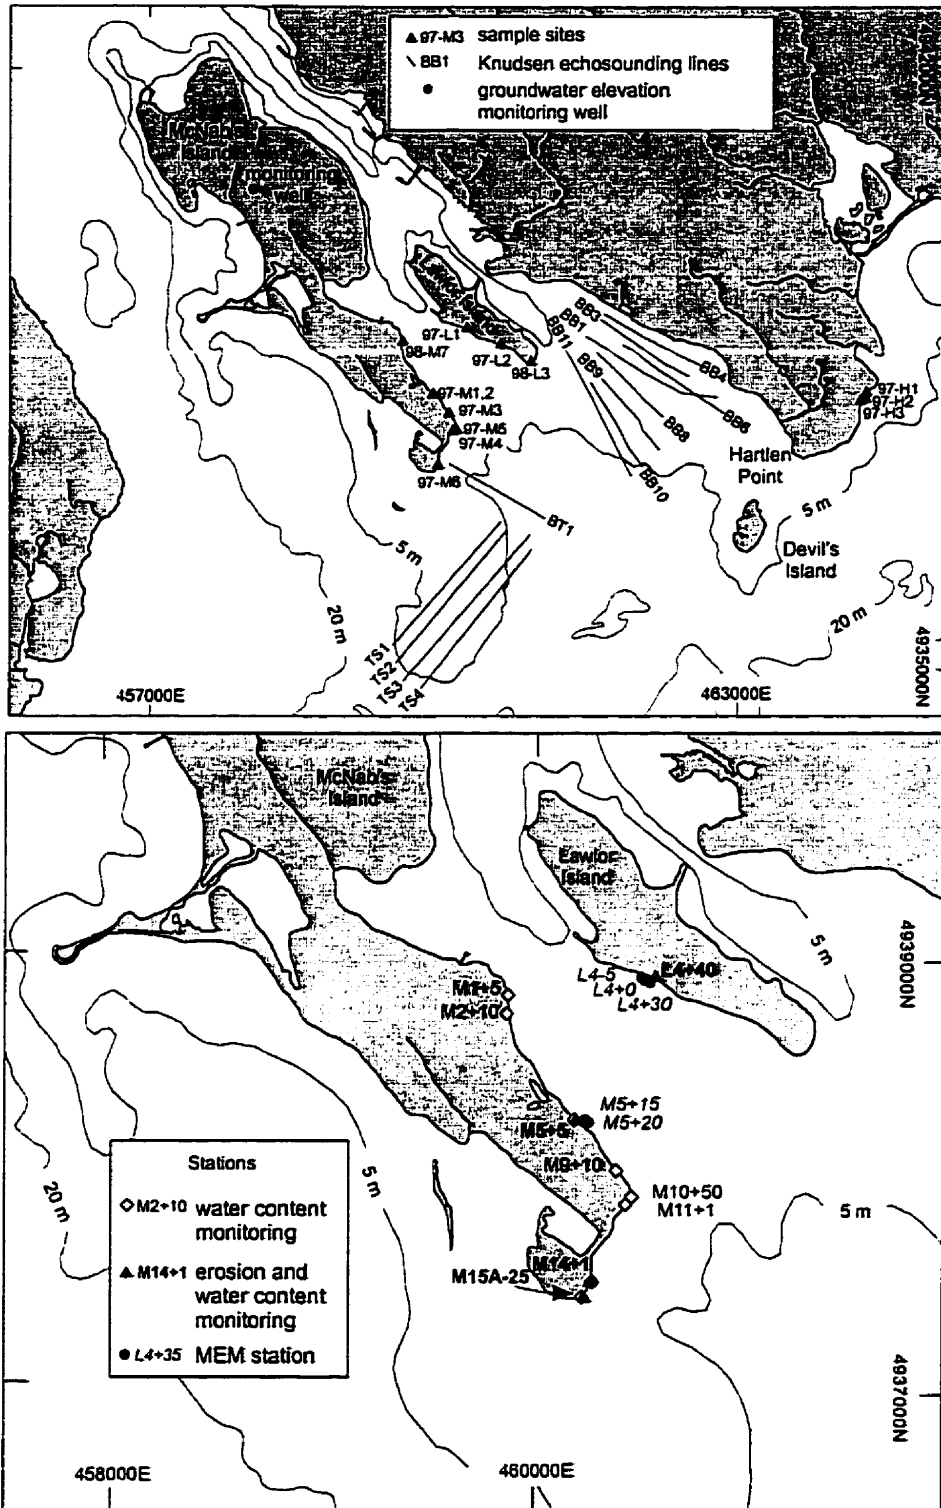 97-M3 sample sites
BB1 Knudsen echosounding lines
groundwater elevation
monitoring well
4942000N
McNab's
Island
monitoring
well
Lawlor Island
97-L1
97-L2
98-L3
98-M7
97-M1,2
97-M3
97-M5
97-M4
97-M6
BB3
BB1
BB11
BB9
BB4
BB6
BB8
BB10
97-H1
97-H2
97-H3
Hartlen
Point
Devil's
Island
BT1
5 m
5 m
20 m
20 m
TS1
TS2
TS3
TS4
4935000N
457000E
463000E
McNab's
Island
Lawlor
Island
4939000N
5 m
L4-5
L4+0
L4+30
L4+40
M1+5
M2+10
M5+15
M5+20
M5+5
M9+10
M10+50
M11+1
M14+1
M15A-25
5 m
5 m
20 m
Stations
M2+10 water content
monitoring
M14+1 erosion and
water content
monitoring
L4+35 MEM station
4937000N
458000E
460000E